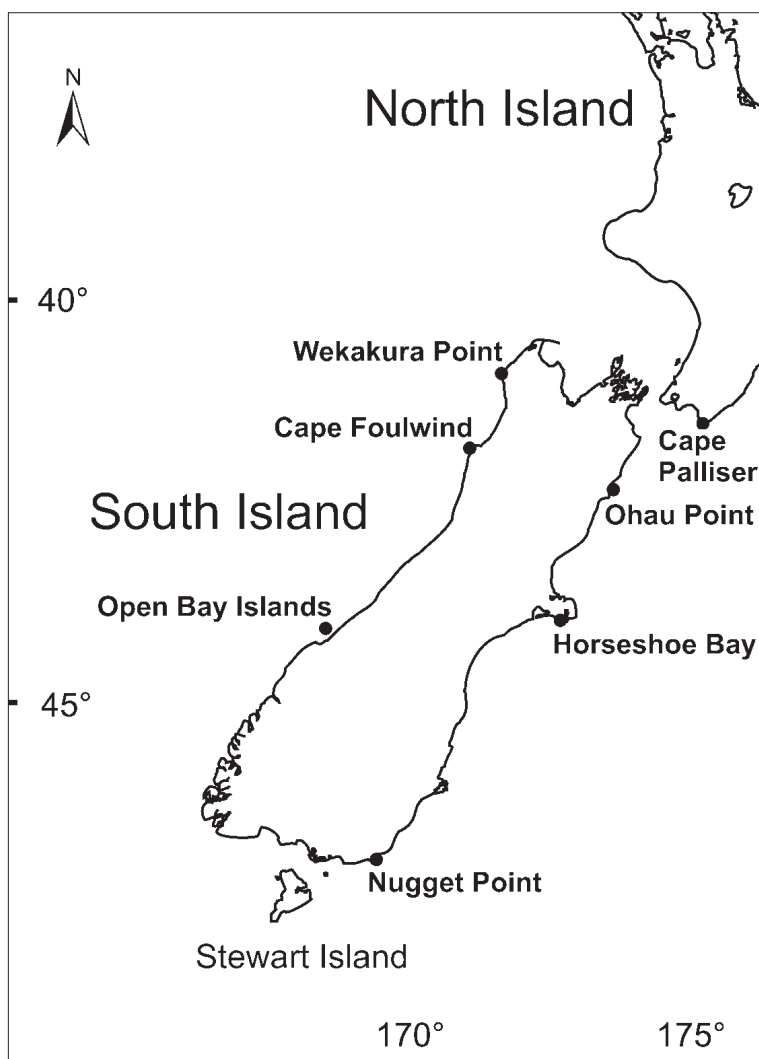 N
North Island
40°
Wekakura Point
Cape Foulwind
Cape
Palliser
South Island
Ohau Point
Open Bay Islands
Horseshoe Bay
45°
Nugget Point
Stewart Island
170°
175°